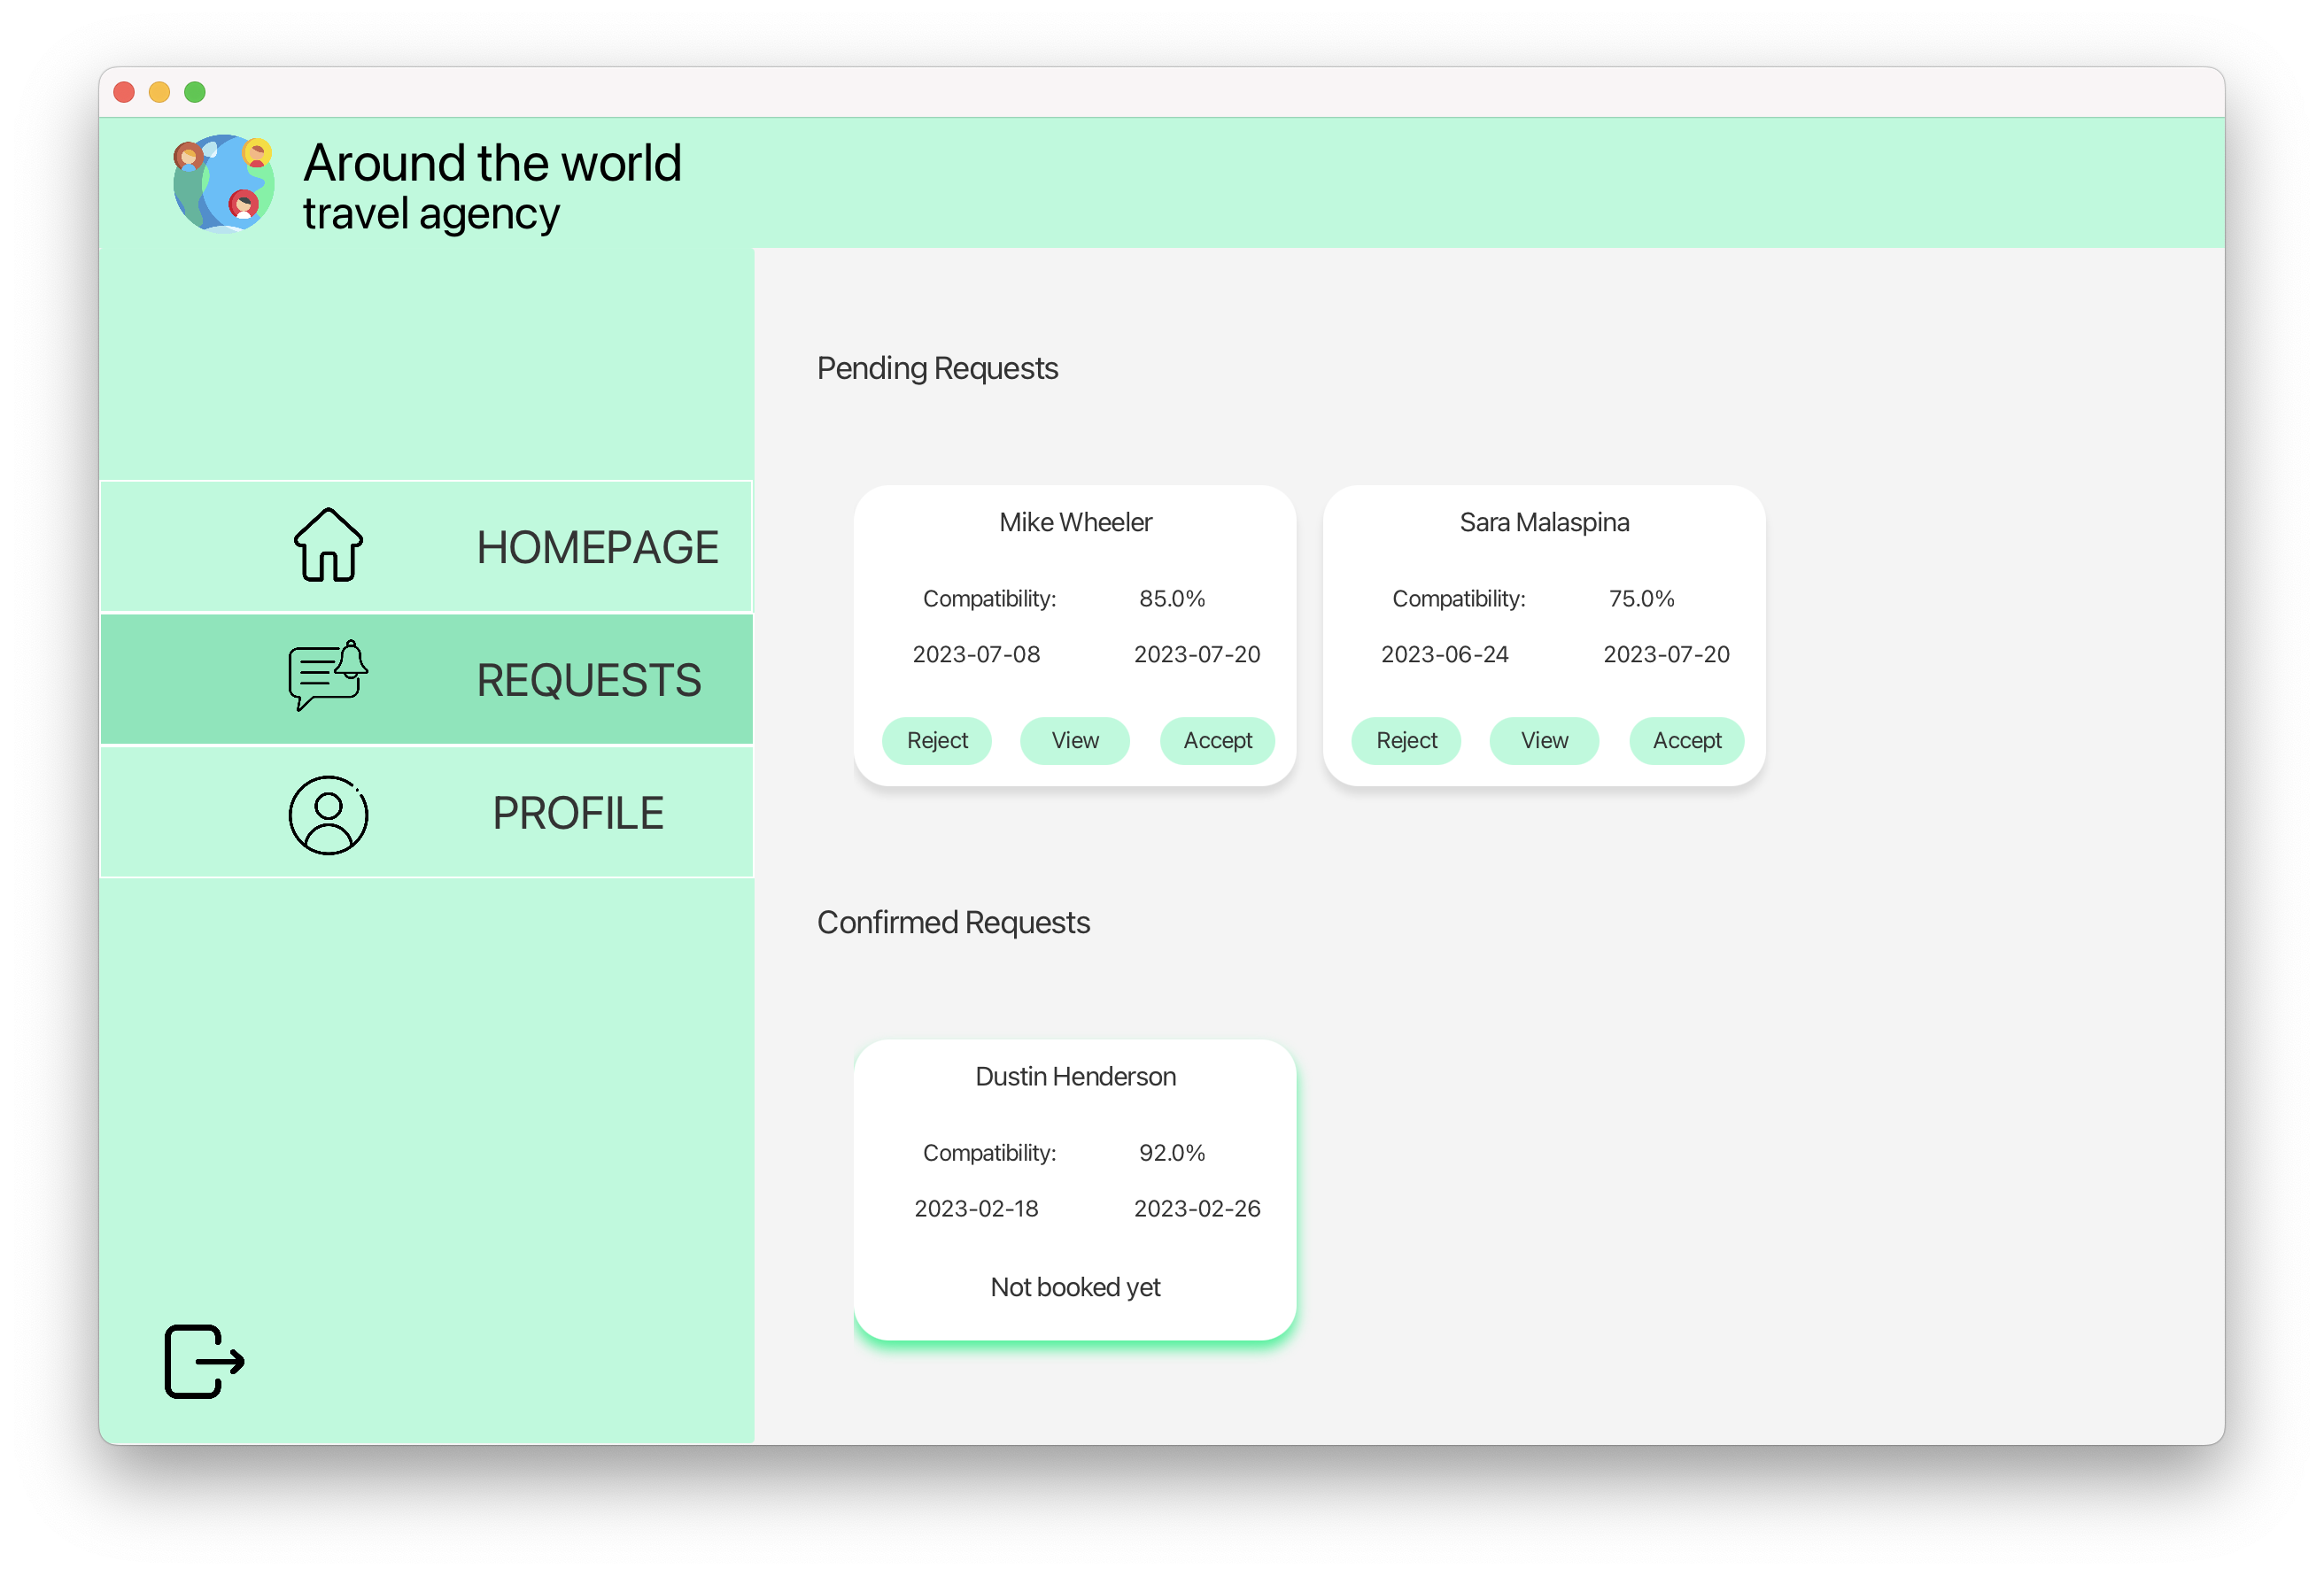 Around the world
travel agency
HOMEPAGE
REQUESTS
PROFILE
Pending Requests
Mike Wheeler
Compatibility: 85.0%
2023-07-08 2023-07-20
Reject View Accept
Sara Malaspina
Compatibility: 75.0%
2023-06-24 2023-07-20
Reject View Accept
Confirmed Requests
Dustin Henderson
Compatibility: 92.0%
2023-02-18 2023-02-26
Not booked yet